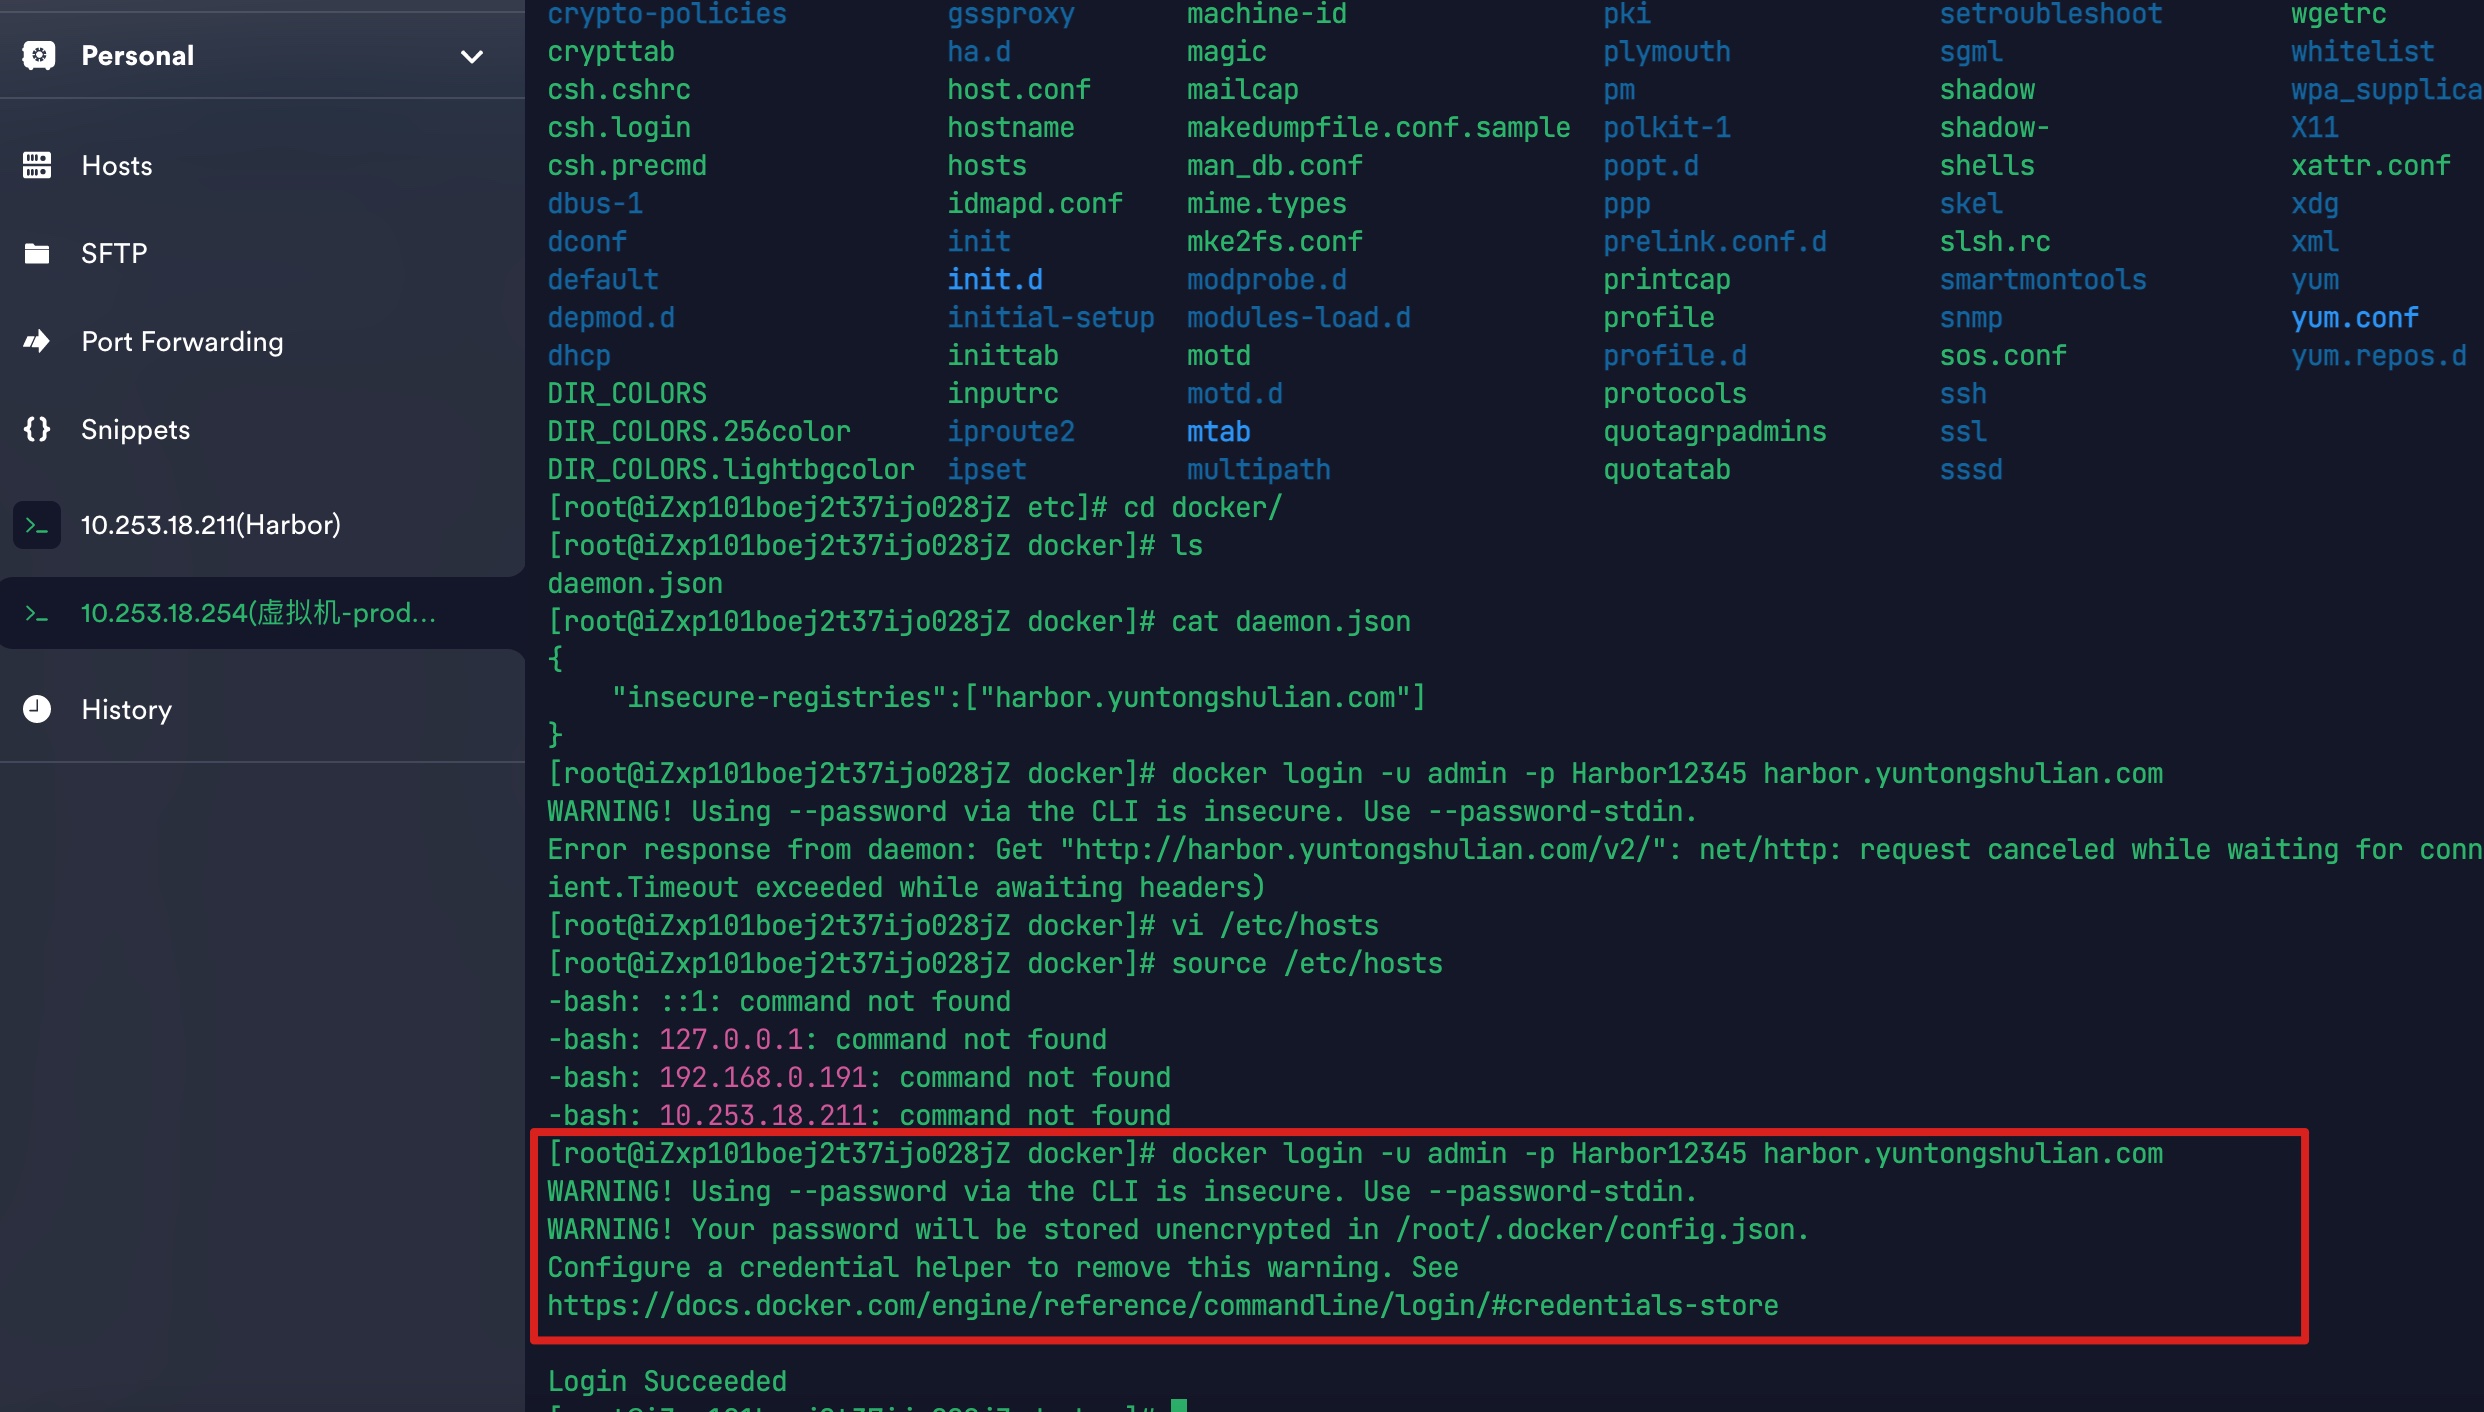 Personal
Hosts
SFTP
Port Forwarding
Snippets
10.253.18.211(Harbor)
10.253.18.254(虚拟机-prod...
History
crypto-policies gssproxy machine-id pki setroubleshoot wgetrc
crypttab ha.d magic plymouth sgml whitelist
csh.cshrc host.conf mailcap pm shadow wpa_supplica
csh.login hostname makedumpfile.conf.sample polkit-1 shadow- X11
csh.precmd hosts man_db.conf popt.d shells xattr.conf
dbus-1 idmapd.conf mime.types ppp skel xdg
dconf init mke2fs.conf prelink.conf.d slsh.rc xml
default init.d modprobe.d printcap smartmontools yum
depmod.d initial-setup modules-load.d profile snmp yum.conf
dhcp inittab motd profile.d sos.conf yum.repos.d
DIR_COLORS inputrc motd.d protocols ssh
DIR_COLORS.256color iproute2 mtab quotagrpadmins ssl
DIR_COLORS.lightbgcolor ipset multipath quotatab sssd
[root@iZxp101boej2t37ijo028jZ etc]# cd docker/
[root@iZxp101boej2t37ijo028jZ docker]# ls
daemon.json
[root@iZxp101boej2t37ijo028jZ docker]# cat daemon.json
{
"insecure-registries":["harbor.yuntongshulian.com"]
}
[root@iZxp101boej2t37ijo028jZ docker]# docker login -u admin -p Harbor12345 harbor.yuntongshulian.com
WARNING! Using --password via the CLI is insecure. Use --password-stdin.
Error response from daemon: Get "http://harbor.yuntongshulian.com/v2/": net/http: request canceled while waiting for conn
ient.Timeout exceeded while awaiting headers)
[root@iZxp101boej2t37ijo028jZ docker]# vi /etc/hosts
[root@iZxp101boej2t37ijo028jZ docker]# source /etc/hosts
-bash: ::1: command not found
-bash: 127.0.0.1: command not found
-bash: 192.168.0.191: command not found
-bash: 10.253.18.211: command not found
[root@iZxp101boej2t37ijo028jZ docker]# docker login -u admin -p Harbor12345 harbor.yuntongshulian.com
WARNING! Using --password via the CLI is insecure. Use --password-stdin.
WARNING! Your password will be stored unencrypted in /root/.docker/config.json.
Configure a credential helper to remove this warning. See
https://docs.docker.com/engine/reference/commandline/login/#credentials-store
Login Succeeded